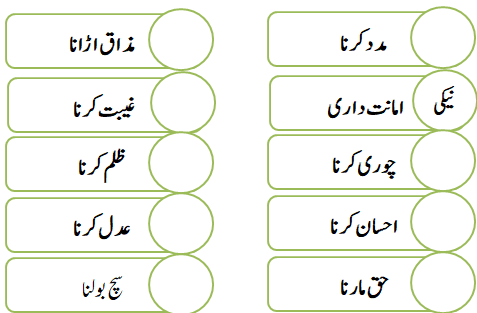 مدد کرنا
نیکی امانت داری
چوری کرنا
احسان کرنا
حق مارنا
مذاق اڑانا
غیبت کرنا
ظلم کرنا
عدل کرنا
سچ بولنا